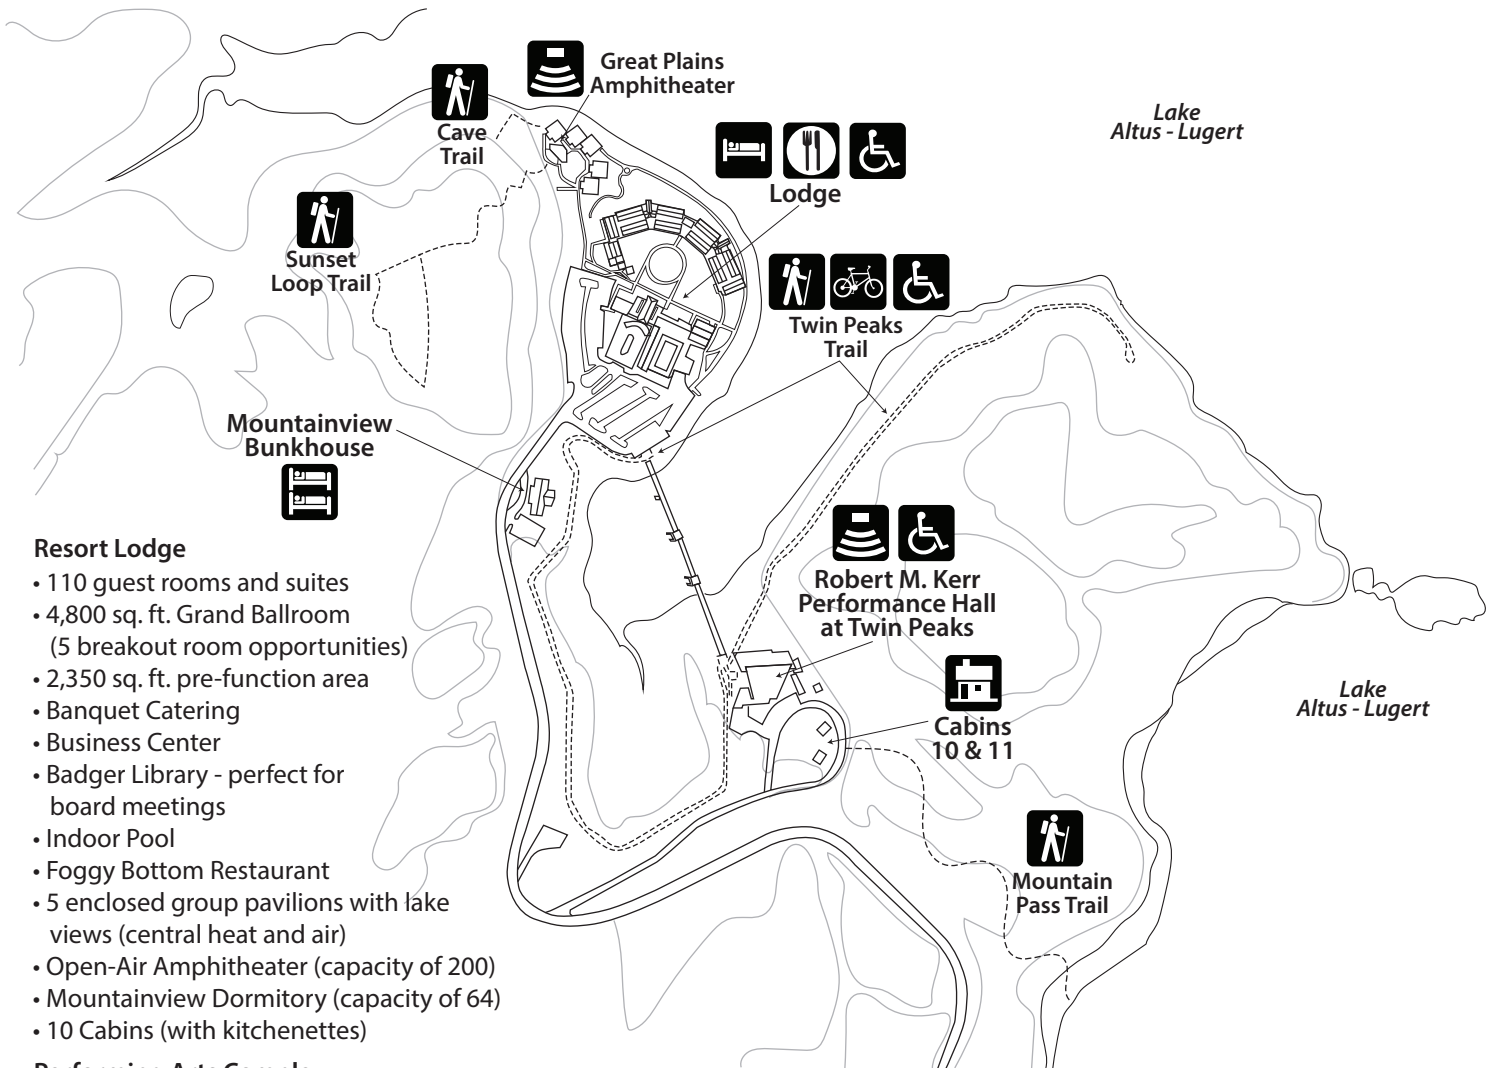 Great Plains
Amphitheater
Cave
Trail
Lake
Altus - Lugert
Lodge
Sunset
Loop Trail
Twin Peaks
Trail
Mountainview
Bunkhouse
Robert M. Kerr
Performance Hall
at Twin Peaks
Cabins
10 & 11
Lake
Altus - Lugert
Mountain
Pass Trail
Resort Lodge
• 110 guest rooms and suites
• 4,800 sq. ft. Grand Ballroom
(5 breakout room opportunities)
• 2,350 sq. ft. pre-function area
• Banquet Catering
• Business Center
• Badger Library - perfect for
board meetings
• Indoor Pool
• Foggy Bottom Restaurant
• 5 enclosed group pavilions with lake
views (central heat and air)
• Open-Air Amphitheater (capacity of 200)
• Mountainview Dormitory (capacity of 64)
• 10 Cabins (with kitchenettes)
Performing Arts